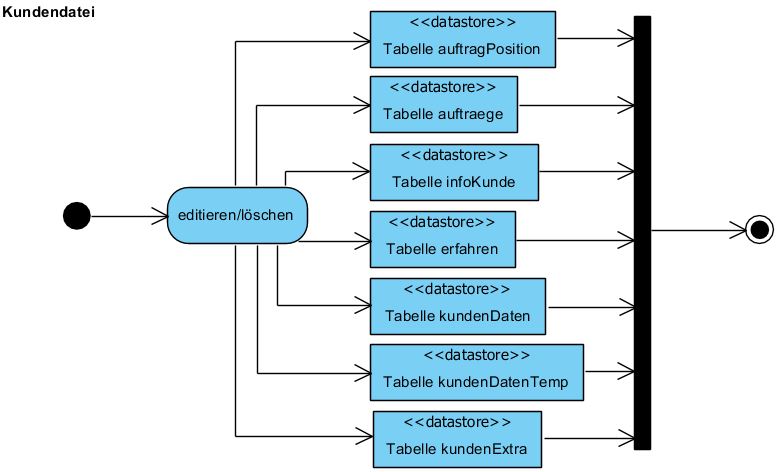 Kundendatei
<<datastore>>
Tabelle auftragPosition
<<datastore>>
Tabelle auftraege
<<datastore>>
Tabelle infoKunde
editieren/löschen
<<datastore>>
Tabelle erfahren
<<datastore>>
Tabelle kundenDaten
<<datastore>>
Tabelle kundenDatenTemp
<<datastore>>
Tabelle kundenExtra